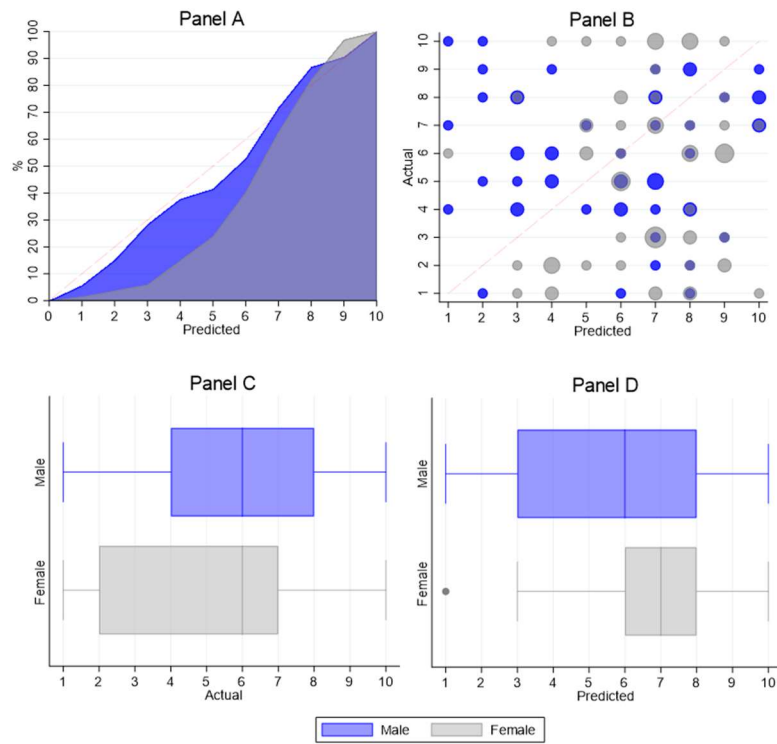 Panel A
100
90
80
70
60
50
40
30
20
10
0
%
0 1 2 3 4 5 6 7 8 9 10
Predicted
Panel B
10
9
8
7
6
5
4
3
2
1
Actual
1 2 3 4 5 6 7 8 9 10
Predicted
Panel C
Male
Female
1 2 3 4 5 6 7 8 9 10
Actual
Panel D
Male
Female
1 2 3 4 5 6 7 8 9 10
Predicted
Male Female